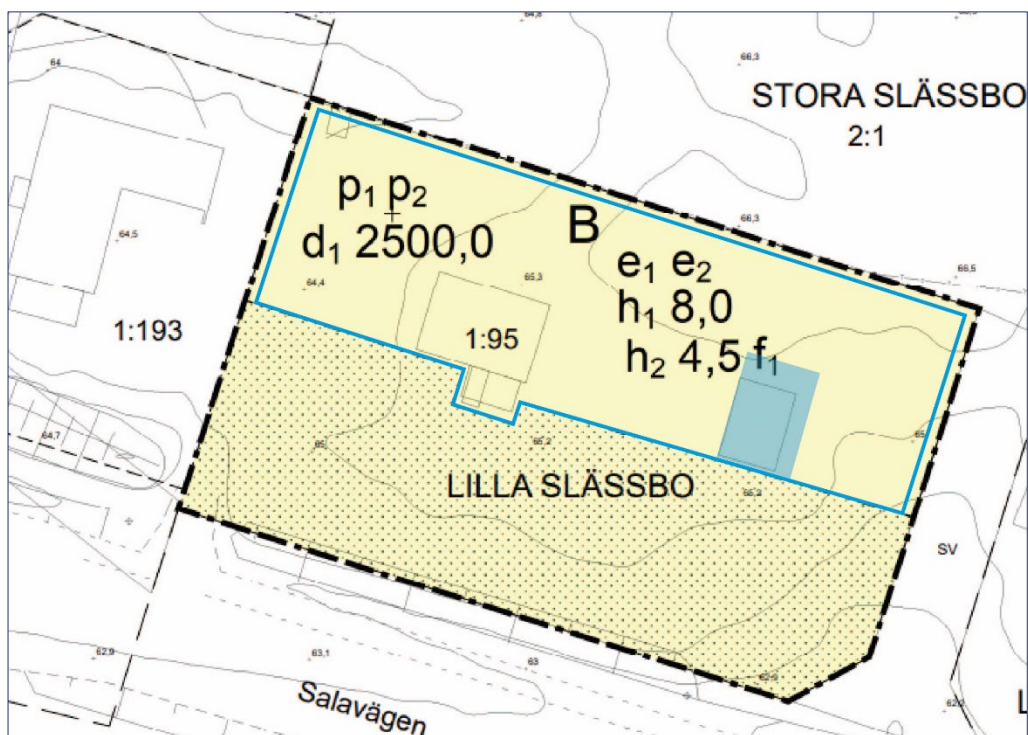 64,8
64
66,3
STORA SLÄSSBO
2:1
p₁ p₂
d₁ 2500,0
B
66,3
64,5
e₁ e₂
66,5
64,4
65,3
h₁ 8,0
1:193
1:95
h₂ 4,5 f₁
64,7
65
65,2
LILLA SLÄSSBO
65,2
SV
62,9
63,1
63
62,9
Salavägen
62,2
L